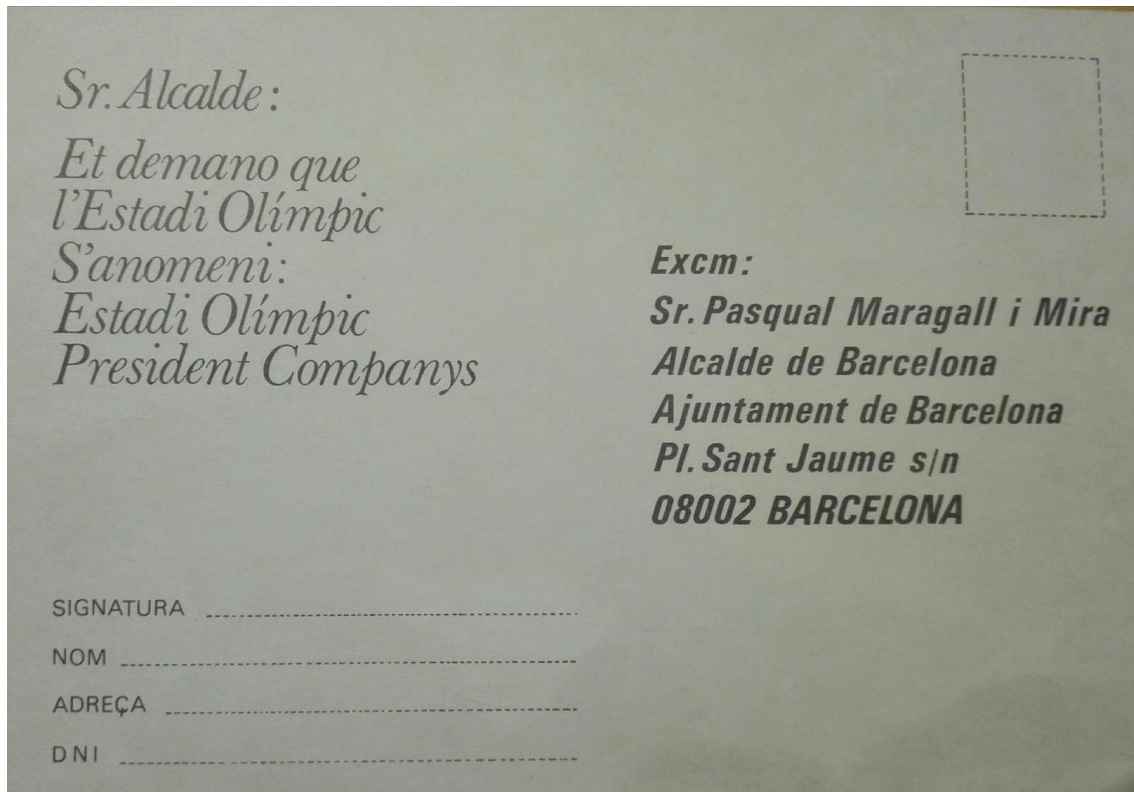 Sr. Alcalde:
Et demano que
l'Estadi Olímpic
S'anomeni:
Estadi Olímpic
President Companys
Excm:
Sr. Pasqual Maragall i Mira
Alcalde de Barcelona
Ajuntament de Barcelona
Pl. Sant Jaume s/n
08002 BARCELONA
SIGNATURA
NOM
ADREÇA
DNI